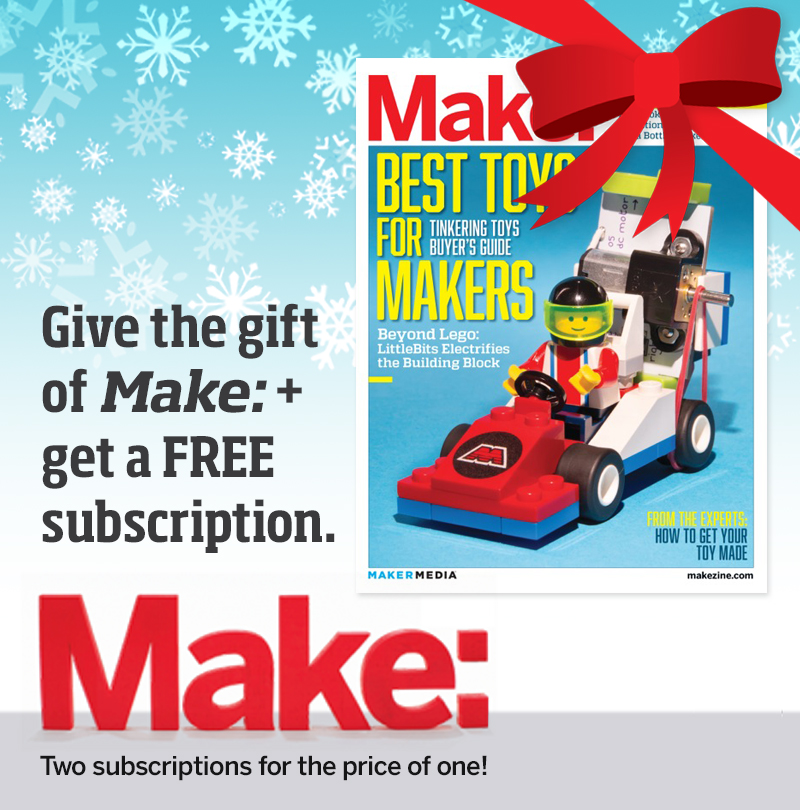 Make:
BEST TOYS
FOR TINKERING TOYS
BUYER'S GUIDE
MAKERS
Beyond Lego:
LittleBits Electrifies
the Building Block
05
dc motor
M
FROM THE EXPERTS:
HOW TO GET YOUR
TOY MADE
MAKERMEDIA
makezine.com
Give the gift
of Make: +
get a FREE
subscription.
Make:
Two subscriptions for the price of one!